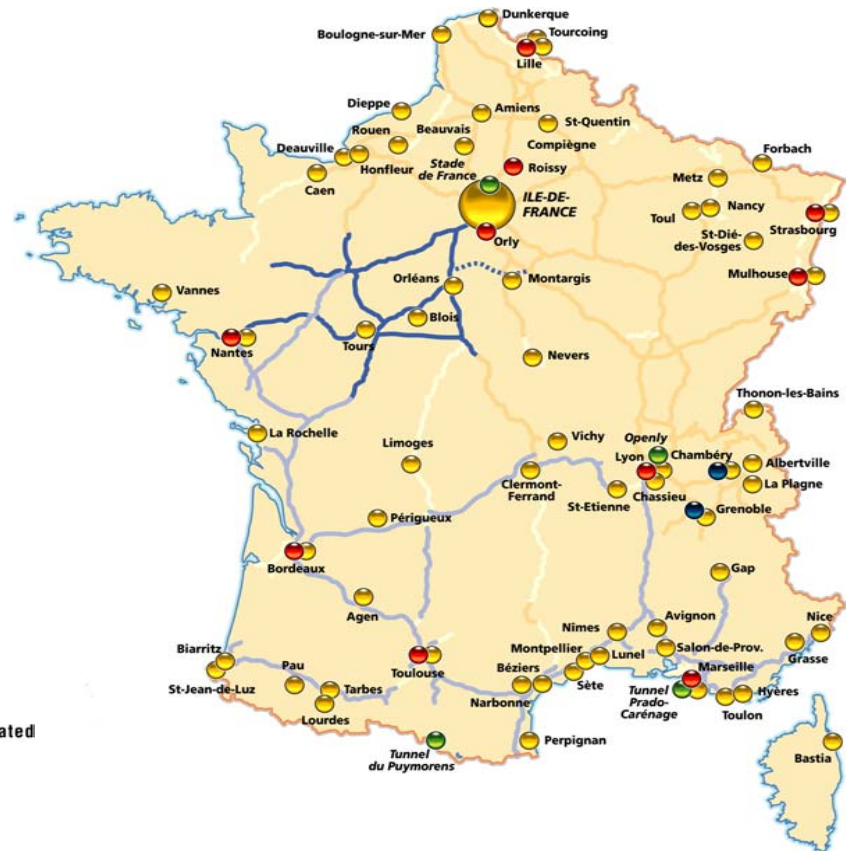 Dunkerque
Boulogne-sur-Mer
Tourcoing
Lille
Dieppe
Amiens
Rouen
Beauvais
St-Quentin
Compiègne
Deauville
Honfleur
Stade
de France
Roissy
Forbach
Caen
Metz
ILE-DE-
FRANCE
Toul
Nancy
Orly
St-Dié-
des-Vosges
Strasbourg
Mulhouse
Orléans
Montargis
Vannes
Blois
Nantes
Tours
Nevers
Thonon-les-Bains
La Rochelle
Limoges
Vichy
Openly
Lyon
Chambéry
Albertville
Clermont-
Ferrand
La Plagne
St-Etienne
Chassieu
Périgueux
Grenoble
Bordeaux
Gap
Agen
Avignon
Nice
Nîmes
Biarritz
Montpellier
Lunel
Salon-de-Prov.
Grasse
Pau
Toulouse
Béziers
Marseille
St-Jean-de-Luz
Tarbes
Sète
Tunnel
Prado-
Carénage
Hyères
Narbonne
Toulon
Lourdes
ated
Tunnel
du Puymorens
Perpignan
Bastia